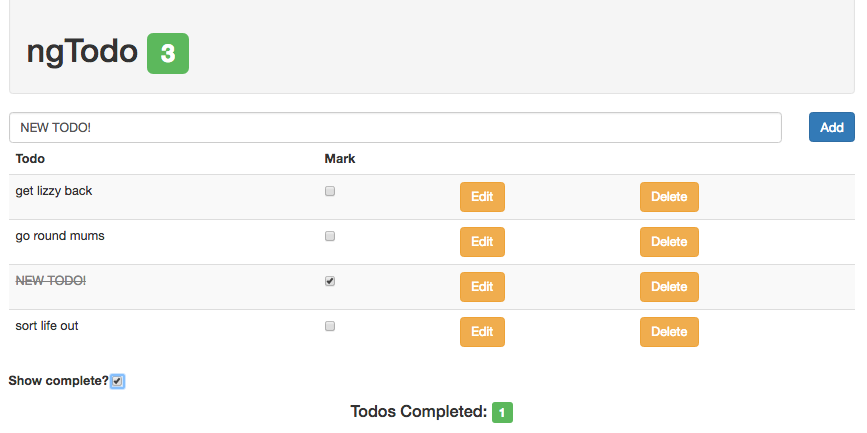 ngTodo 3
NEW TODO! Add
Todo Mark
get lizzy back Edit Delete
go round mums Edit Delete
NEW TODO! Edit Delete
sort life out Edit Delete
Show complete?
Todos Completed: 1